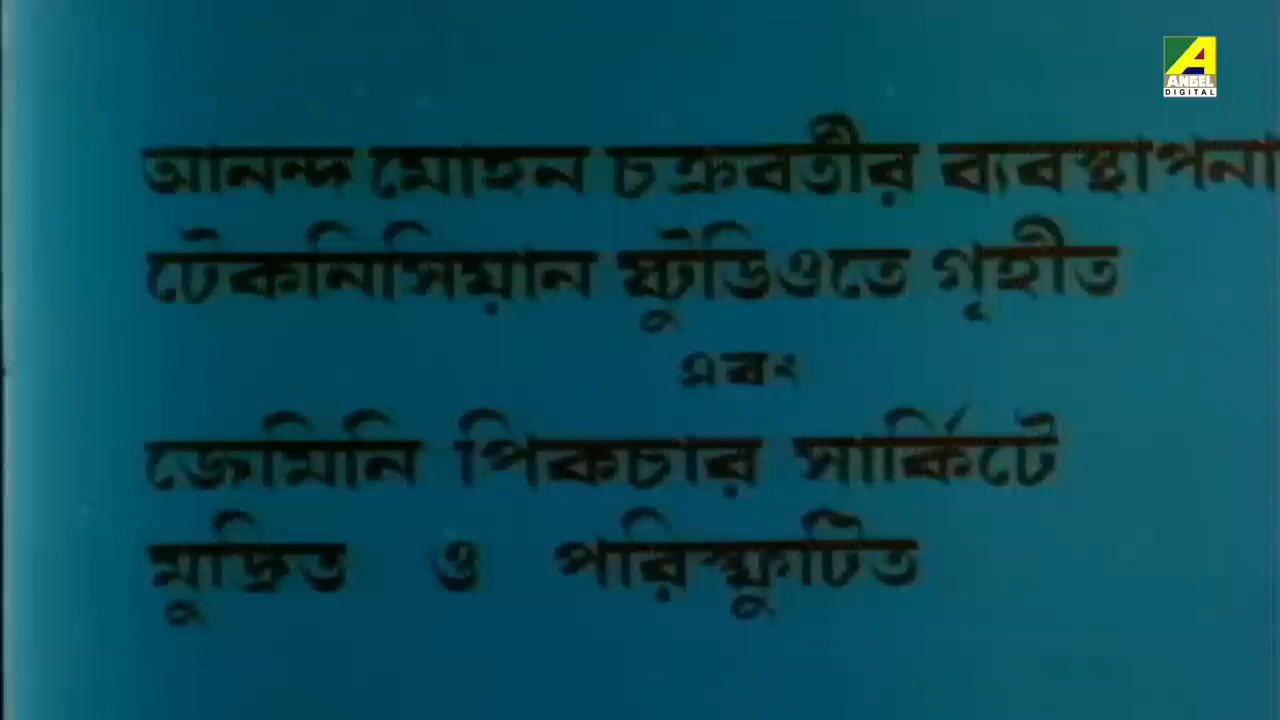 ANGEL
DIGITAL
আনন্দ মোহন চক্রবর্তীর ব্যবস্থাপনা
টেকনিসিয়ান ষ্টুডিওতে গৃহীত
এবং
জেমিনি পিকচার সার্কিটে
মুদ্রিত ও পরিস্ফুটিত